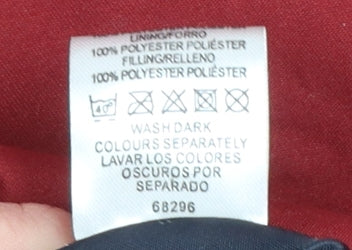 LINING/FORRO
100% POLYESTER POLIÉSTER
FILLING/RELLENO
100% POLYESTER POLIÉSTER
40°
WASH DARK
COLOURS SEPARATELY
LAVAR LOS COLORES
OSCUROS POR
SEPARADO
68296